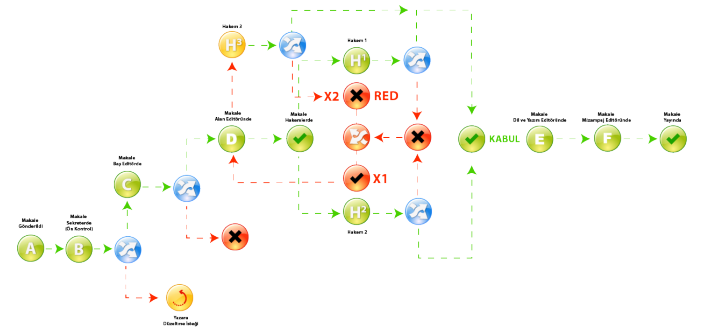 Hakem 3
H³
Hakem 1
H¹
X2
RED
Makale
Alan Editöründe
D
Makale
Hakemlerde
KABUL
Makale
Dil ve Yazım Editöründe
E
Makale
Mizampaj Editöründe
F
Makale
Yayında
X1
H²
Hakem 2
Makale
Baş Editörde
C
Makale
Gönderildi
A
Makale
Sekreterde
(Ön Kontrol)
B
Yazara
Düzeltme İsteği